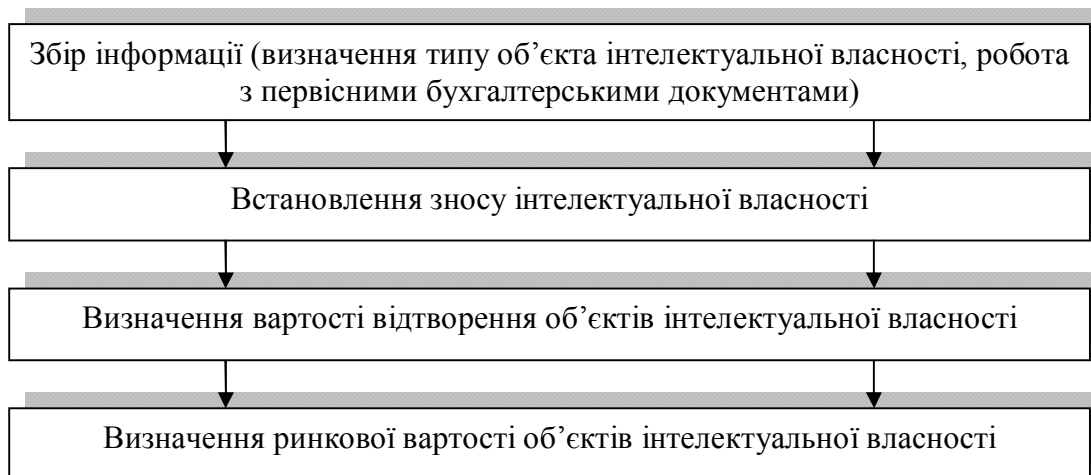 Збір інформації (визначення типу об’єкта інтелектуальної власності, робота
з первісними бухгалтерськими документами)
Встановлення зносу інтелектуальної власності
Визначення вартості відтворення об’єктів інтелектуальної власності
Визначення ринкової вартості об’єктів інтелектуальної власності